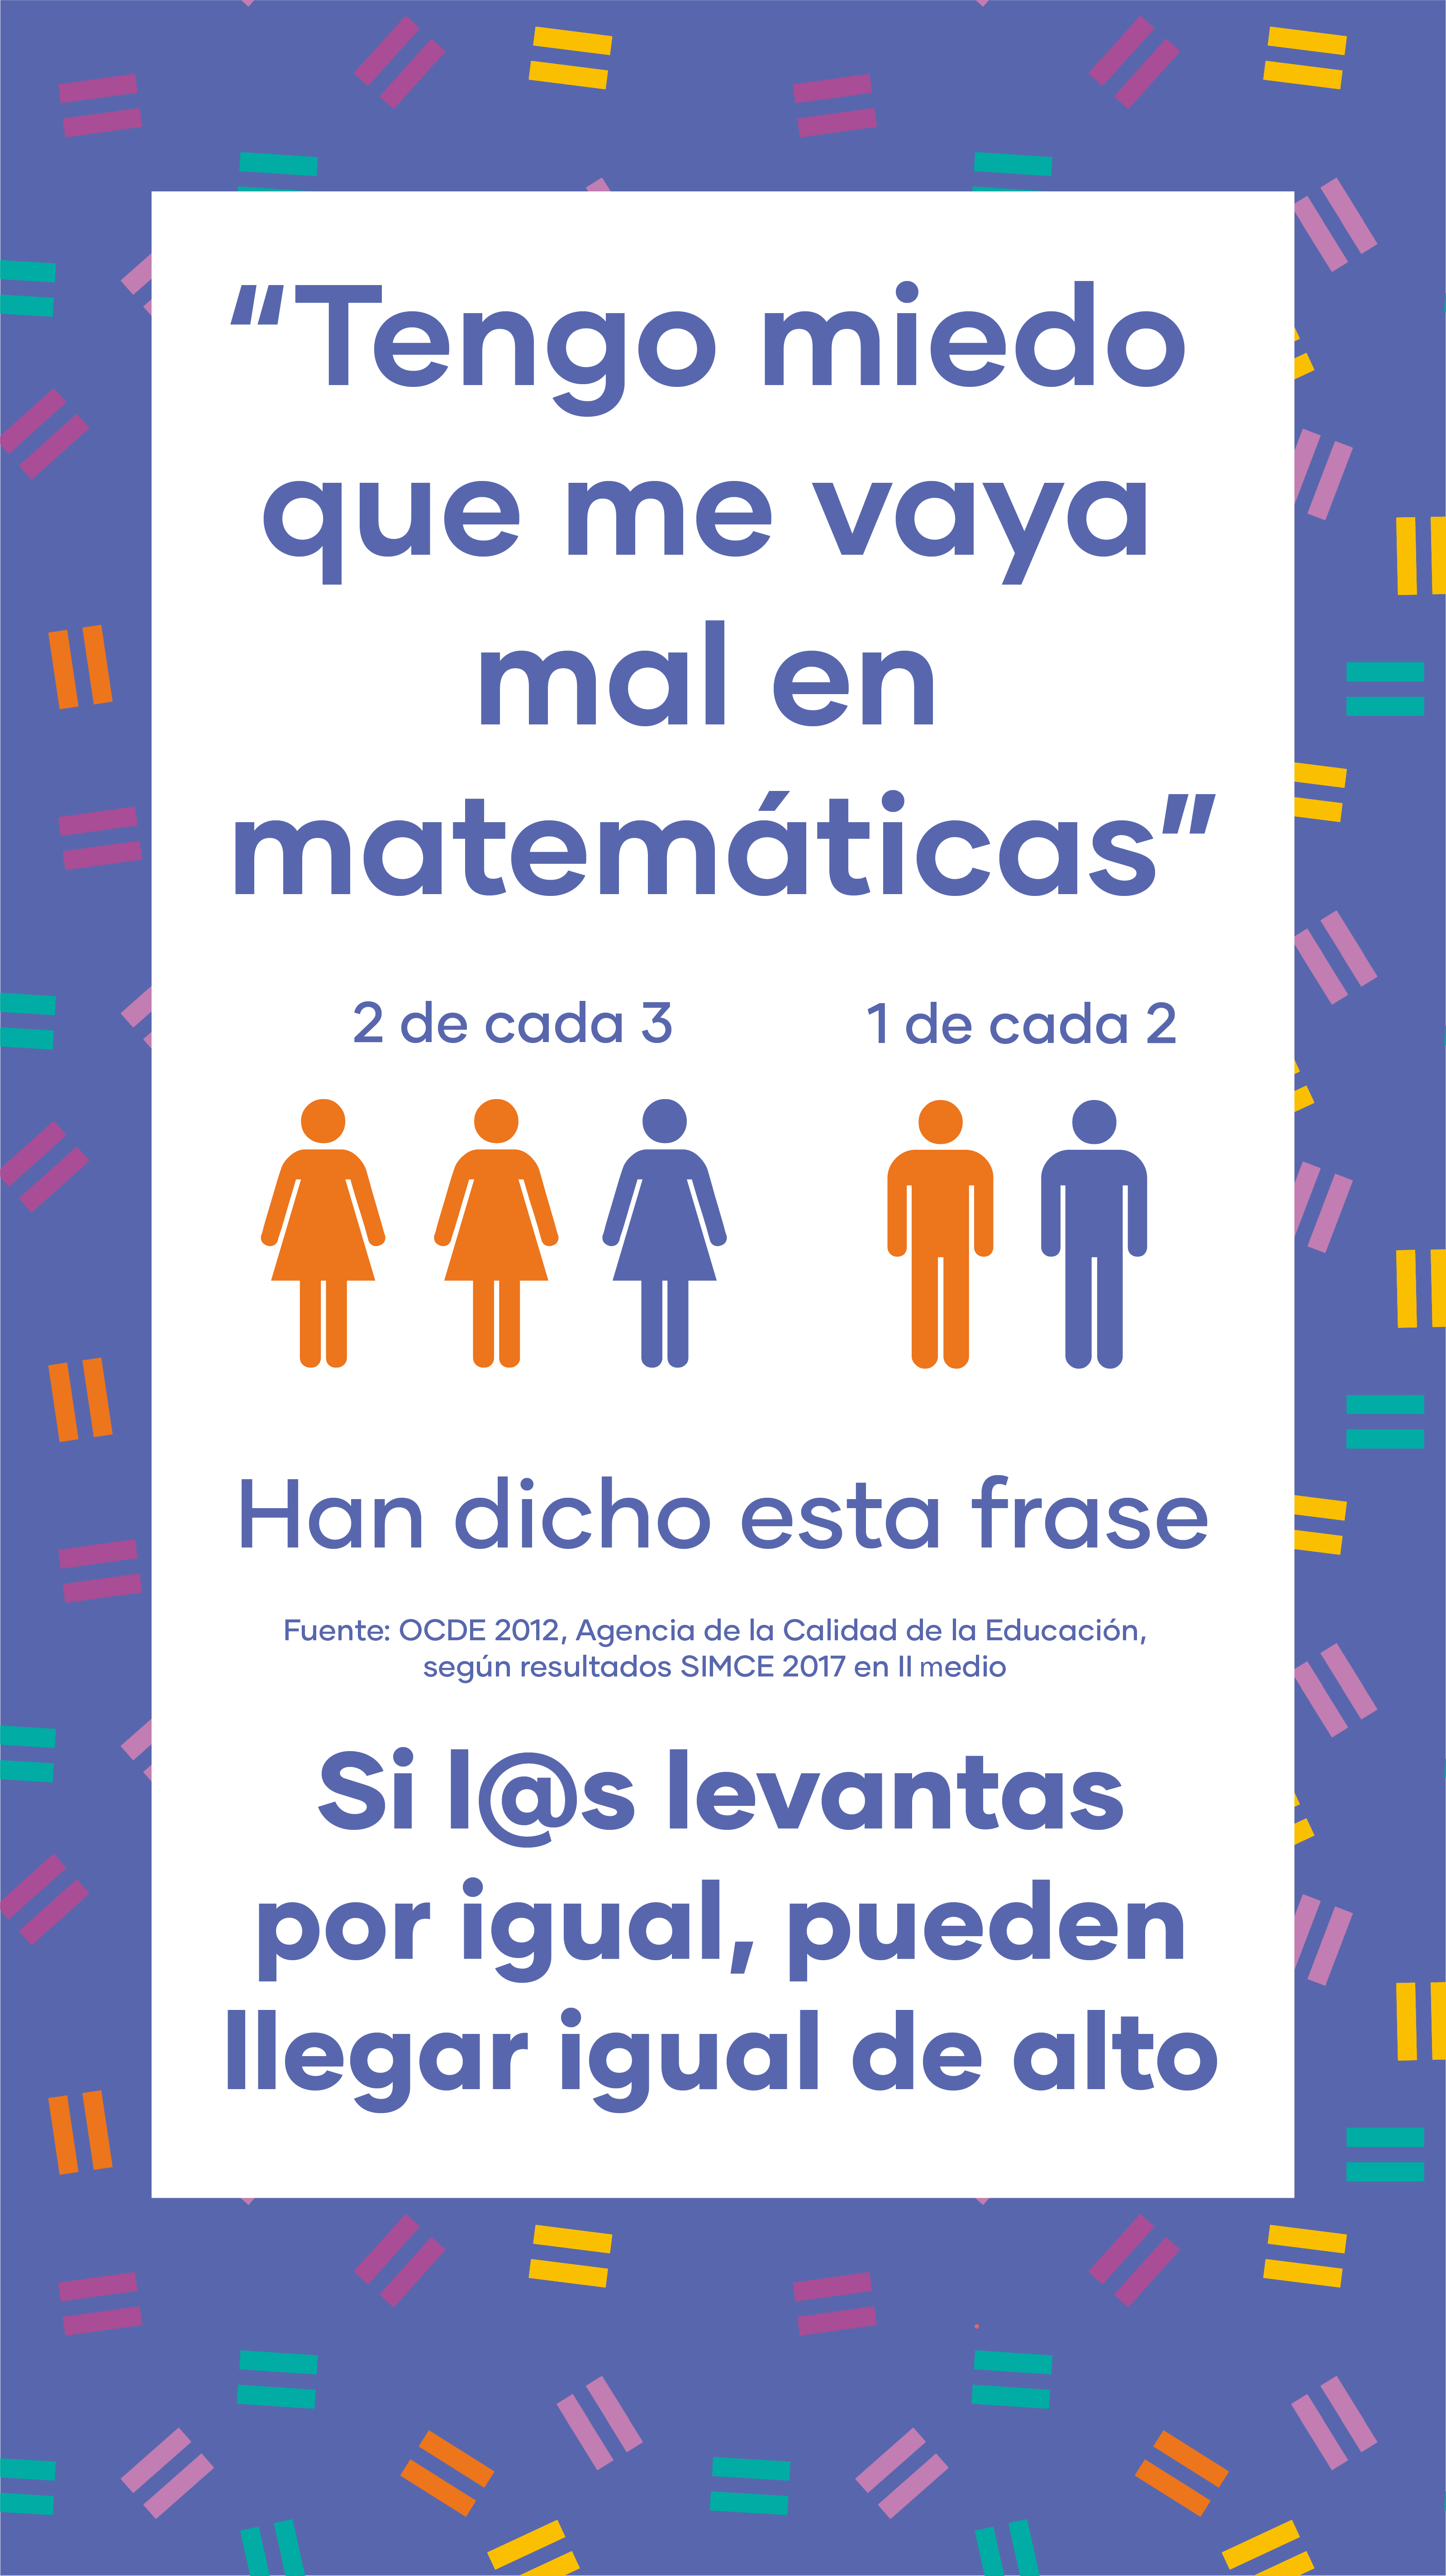 “Tengo miedo
que me vaya
mal en
matemáticas”
2 de cada 3
1 de cada 2
Han dicho esta frase
Fuente: OCDE 2012, Agencia de la Calidad de la Educación,
según resultados SIMCE 2017 en II medio
Si l@s levantas
por igual, pueden
llegar igual de alto